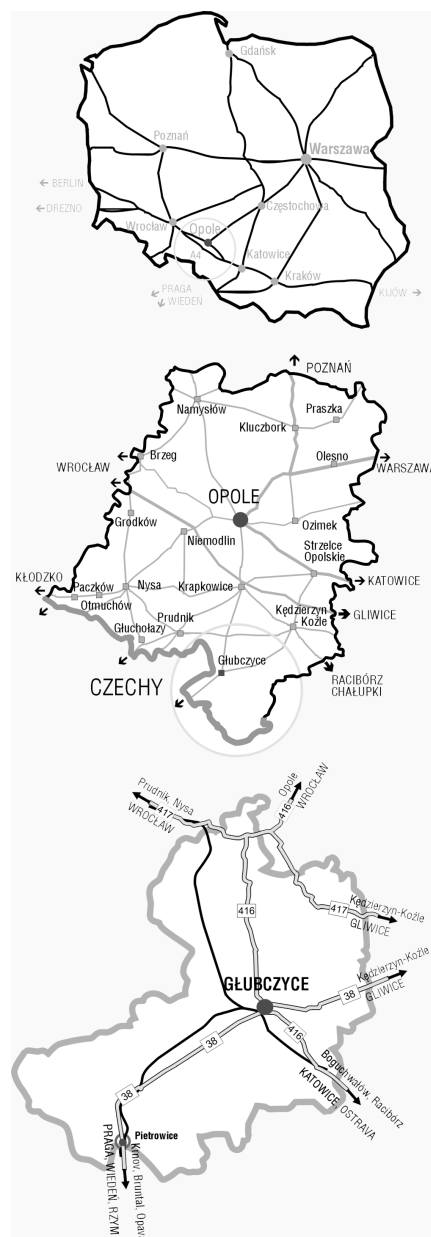 Gdańsk
Poznań
Warszawa
BERLIN
DREZNO
Częstochowa
Wrocław
Opole
A4
Katowice
Kraków
PRAGA
WIEDEŃ
KIJÓW
POZNAŃ
Namysłów
Praszka
Kluczbork
Brzeg
Olesno
WROCŁAW
WARSZAWA
OPOLE
Grodków
Ozimek
Niemodlin
Strzelce
Opolskie
KŁODZKO
KATOWICE
Paczków
Nysa
Krapkowice
Otmuchów
Kędzierzyn-
Koźle
GLIWICE
Prudnik
Głuchołazy
Głubczyce
CZECHY
RACIBÓRZ
CHAŁUPKI
Prudnik, Nysa
417
WROCŁAW
Opole
416
WROCŁAW
Kędzierzyn-Koźle
417
GLIWICE
416
Kędzierzyn-Koźle
38
GLIWICE
GŁUBCZYCE
416
38
Boguchwałów, Racibórz
KATOWICE, OSTRAVA
38
Pietrowice
PRAGA, WIEDEŃ, RZYM
Krnov, Bruntal, Opava